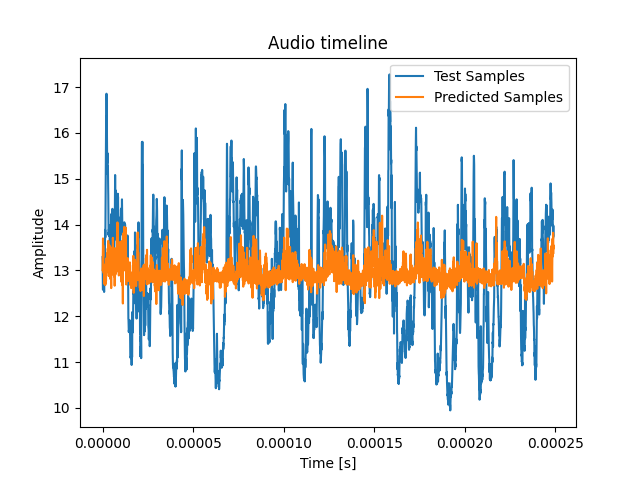 Audio timeline
Test Samples
Predicted Samples
Amplitude
17
16
15
14
13
12
11
10
0.00000
0.00005
0.00010
0.00015
0.00020
0.00025
Time [s]